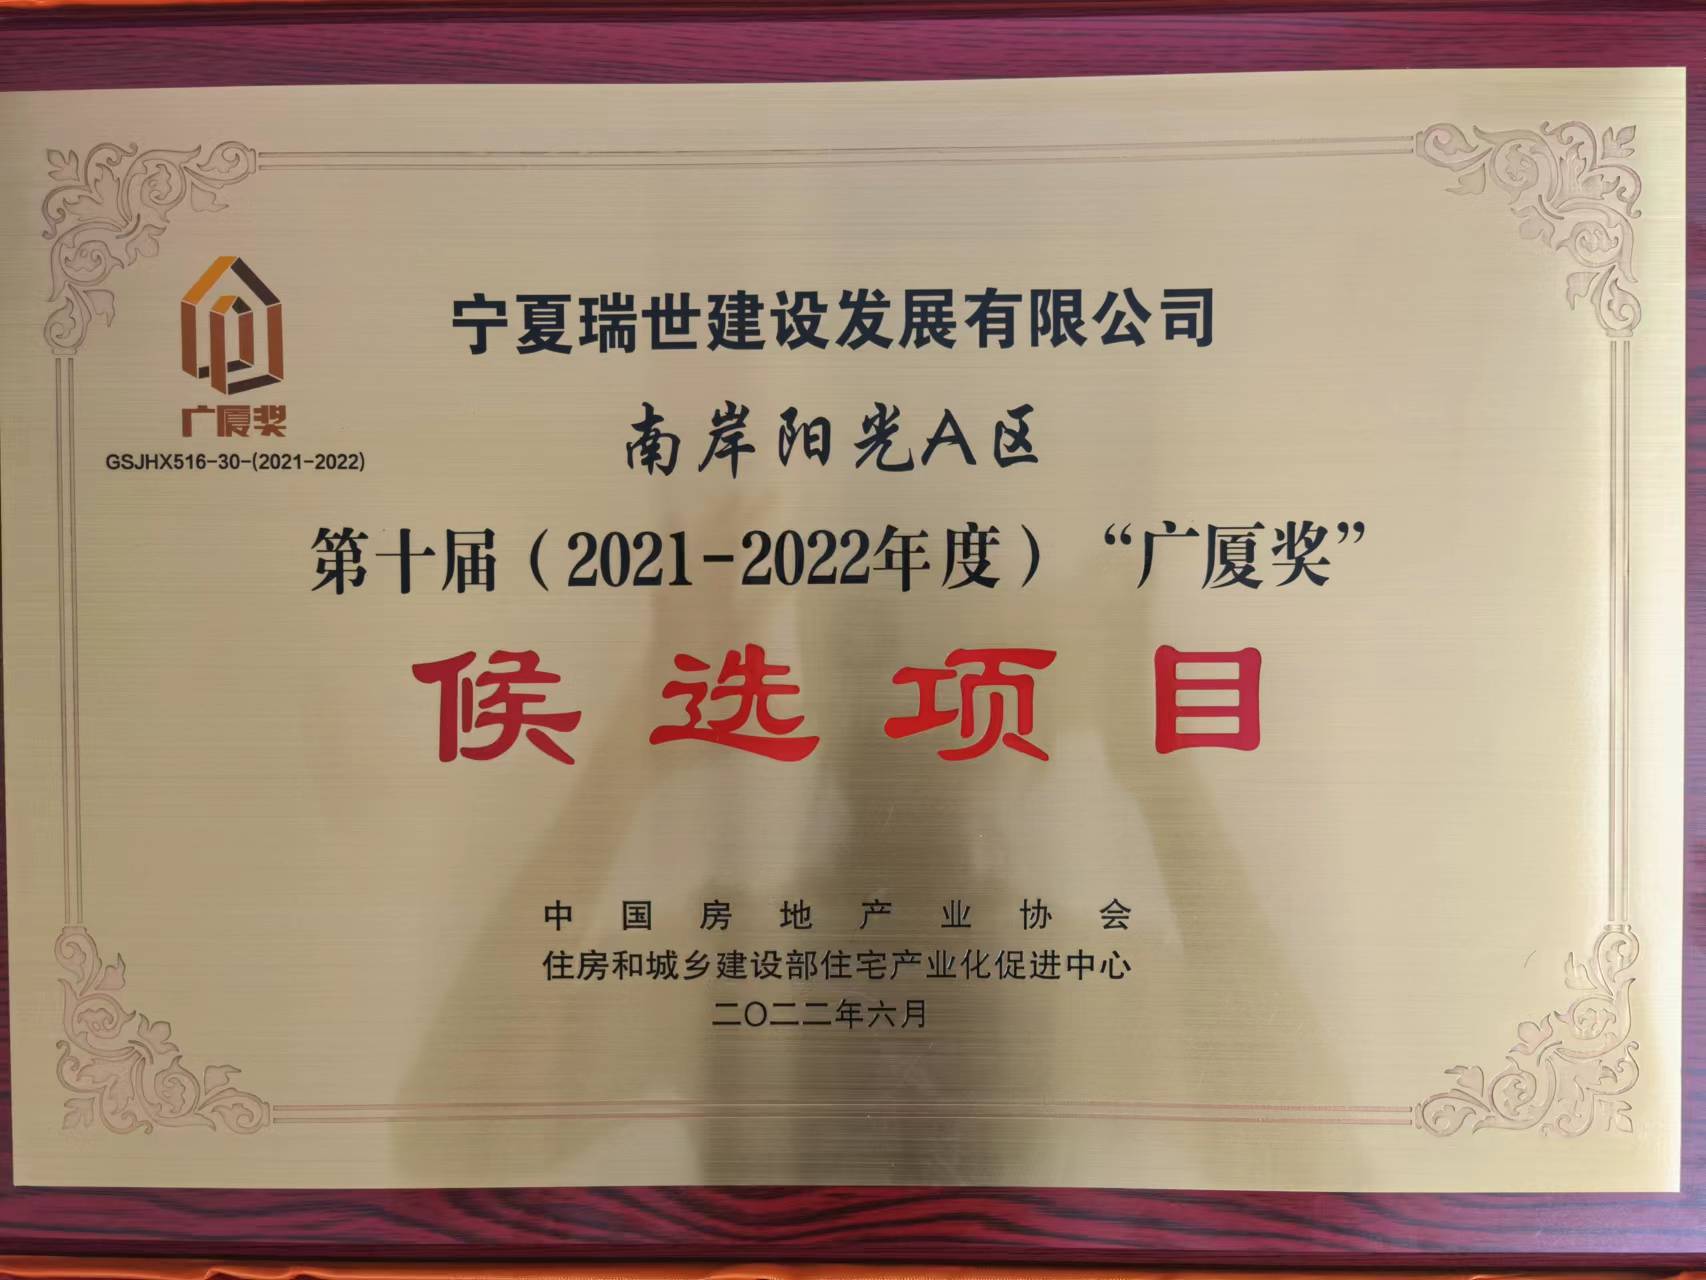 宁夏瑞世建设发展有限公司
广厦奖
GSJHX516-30-(2021-2022)
南岸阳光A区
第十届（2021-2022年度）“广厦奖”
候选项目
中国房地产业协会
住房和城乡建设部住宅产业化促进中心
二〇二二年六月